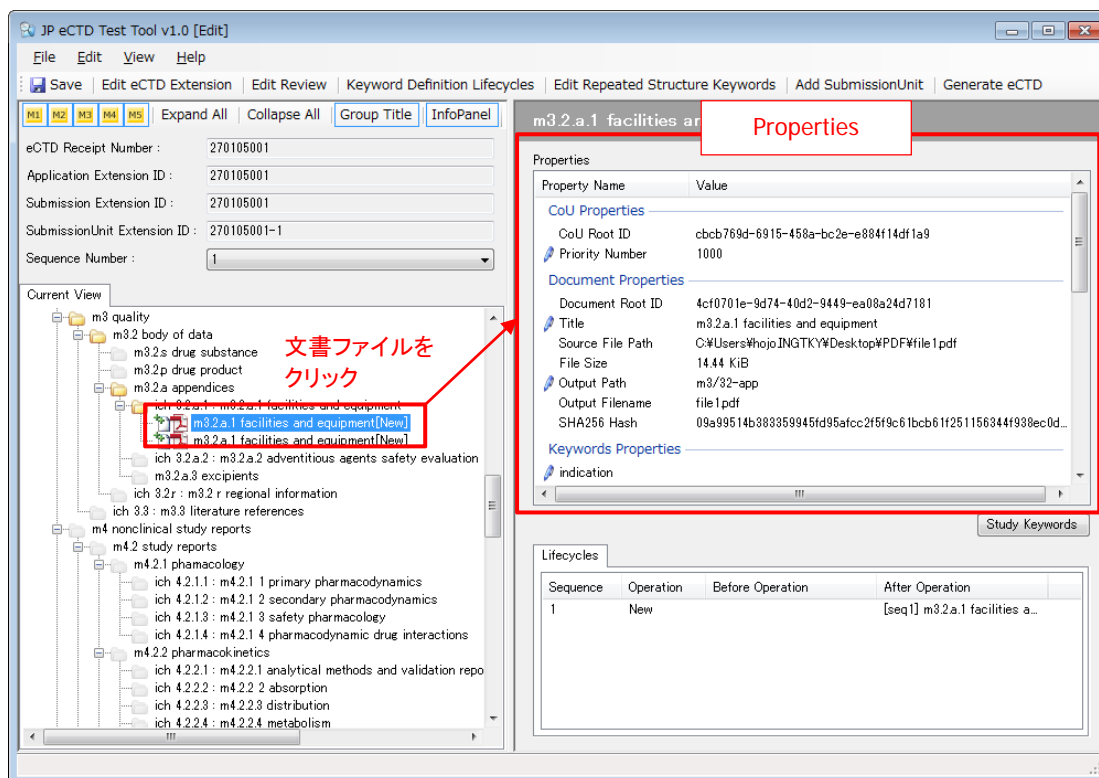 JP eCTD Test Tool v1.0 [Edit]
File Edit View Help
Save Edit eCTD Extension Edit Review Keyword Definition Lifecycles Edit Repeated Structure Keywords Add SubmissionUnit Generate eCTD
M1 M2 M3 M4 M5 Expand All Collapse All Group Title InfoPanel
eCTD Receipt Number : 270105001
Application Extension ID : 270105001
Submission Extension ID : 270105001
SubmissionUnit Extension ID : 270105001-1
Sequence Number : 1
Current View
m3 quality
m3.2 body of data
m3.2.s drug substance
m3.2.p drug product
m3.2.a appendices
ich 3.2.a.1 : m3.2.a.1 facilities and equipment
m3.2.a.1 facilities and equipment[New]
m3.2.a.1 facilities and equipment[New]
ich 3.2.a.2 : m3.2.a.2 adventitious agents safety evaluation
m3.2.a.3 excipients
ich 3.2.r : m3.2 r regional information
ich 3.3 : m3.3 literature references
m4 nonclinical study reports
m4.2 study reports
m4.2.1 phamacology
ich 4.2.1.1 : m4.2.1 1 primary pharmacodynamics
ich 4.2.1.2 : m4.2.1 2 secondary pharmacodynamics
ich 4.2.1.3 : m4.2.1 3 safety pharmacology
ich 4.2.1.4 : m4.2.1 4 pharmacodynamic drug interactions
m4.2.2 pharmacokinetics
ich 4.2.2.1 : m4.2.2.1 analytical methods and validation repo
ich 4.2.2.2 : m4.2.2 2 absorption
ich 4.2.2.3 : m4.2.2.3 distribution
ich 4.2.2.4 : m4.2.2.4 metabolism
文書ファイルを
クリック
m3.2.a.1 facilities ar
Properties
Properties
Property Name Value
CoU Properties
CoU Root ID cbcb769d-6915-458a-bc2e-e884f14df1a9
Priority Number 1000
Document Properties
Document Root ID 4cf0701e-9d74-40d2-9449-ea08a24d7181
Title m3.2.a.1 facilities and equipment
Source File Path C:¥Users¥hojo.INGTKY¥Desktop¥PDF¥file1.pdf
File Size 14.44 KiB
Output Path m3/32-app
Output Filename file1.pdf
SHA256 Hash 09a99514b383359945fd95afcc2f5f9c61bcb61f251156344f938ec0d...
Keywords Properties
indication
Study Keywords
Lifecycles
Sequence Operation Before Operation After Operation
1 New [seq1] m3.2.a.1 facilities a...